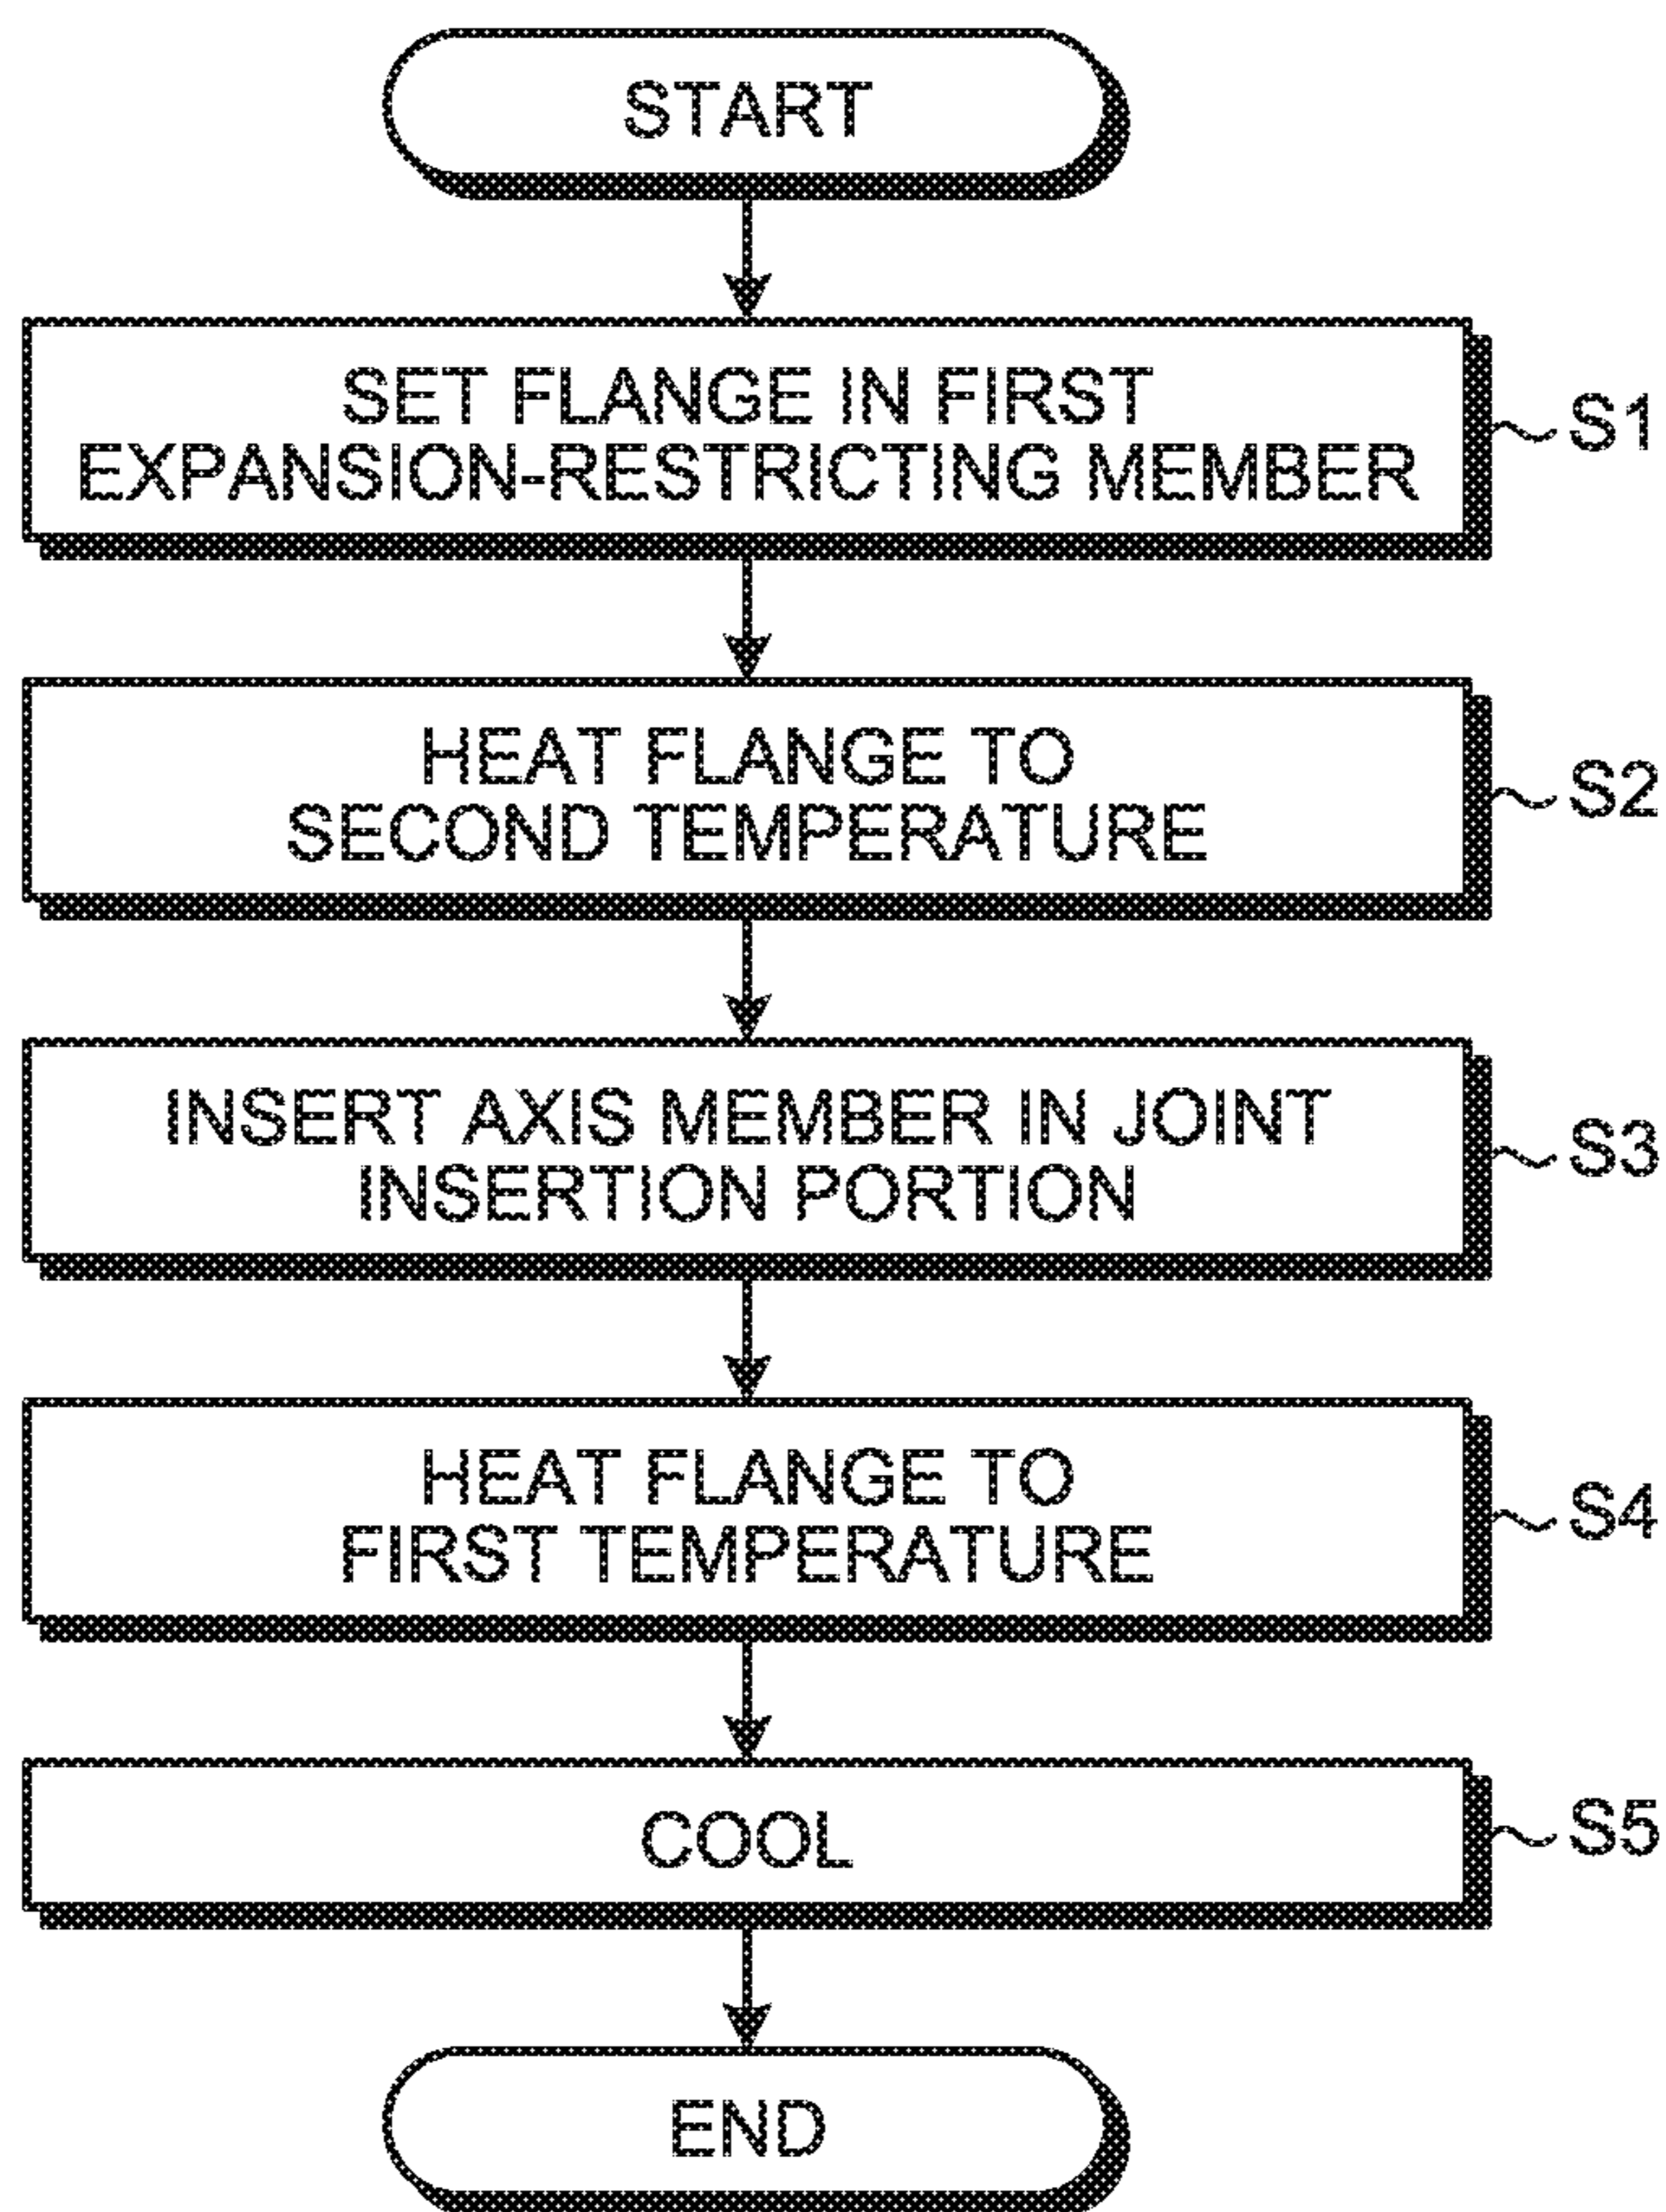 START
SET FLANGE IN FIRST
EXPANSION-RESTRICTING MEMBER
S1
HEAT FLANGE TO
SECOND TEMPERATURE
S2
INSERT AXIS MEMBER IN JOINT
INSERTION PORTION
S3
HEAT FLANGE TO
FIRST TEMPERATURE
S4
COOL
S5
END